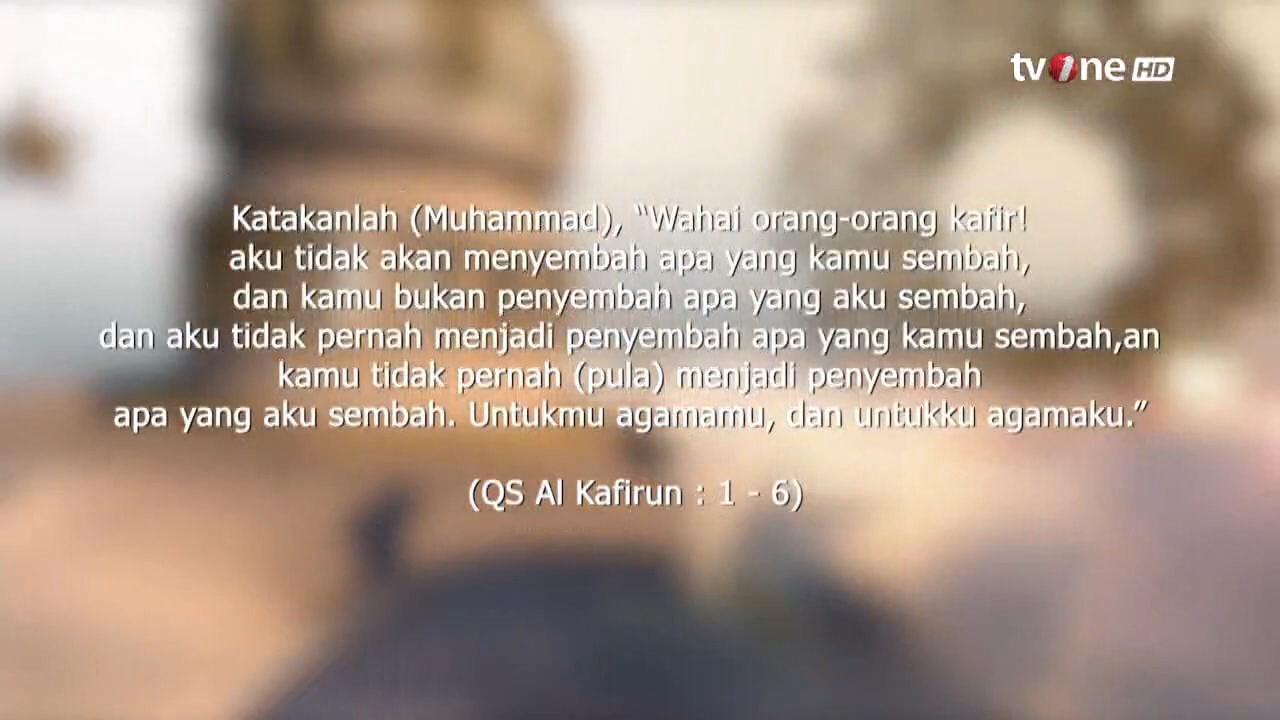 tvOne HD
Katakanlah (Muhammad), “Wahai orang-orang kafir!
aku tidak akan menyembah apa yang kamu sembah,
dan kamu bukan penyembah apa yang aku sembah,
dan aku tidak pernah menjadi penyembah apa yang kamu sembah,an
kamu tidak pernah (pula) menjadi penyembah
apa yang aku sembah. Untukmu agamamu, dan untukku agamaku.”
(QS Al Kafirun : 1 - 6)